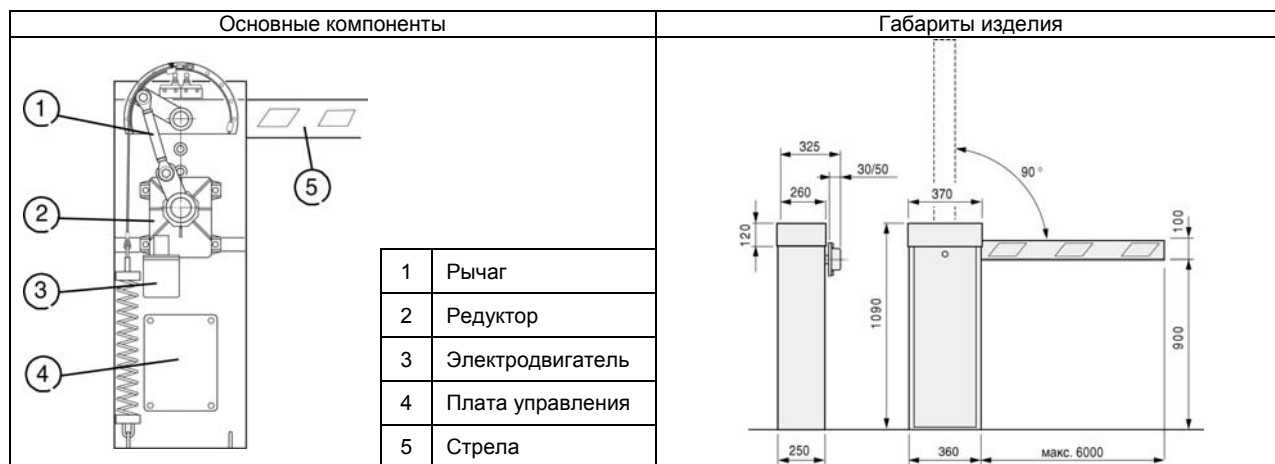 Основные компоненты
Габариты изделия
1
2
3
4
5
1 Рычаг
2 Редуктор
3 Электродвигатель
4 Плата управления
5 Стрела
325
30/50
260
120
250
90°
370
100
1090
900
360
макс. 6000